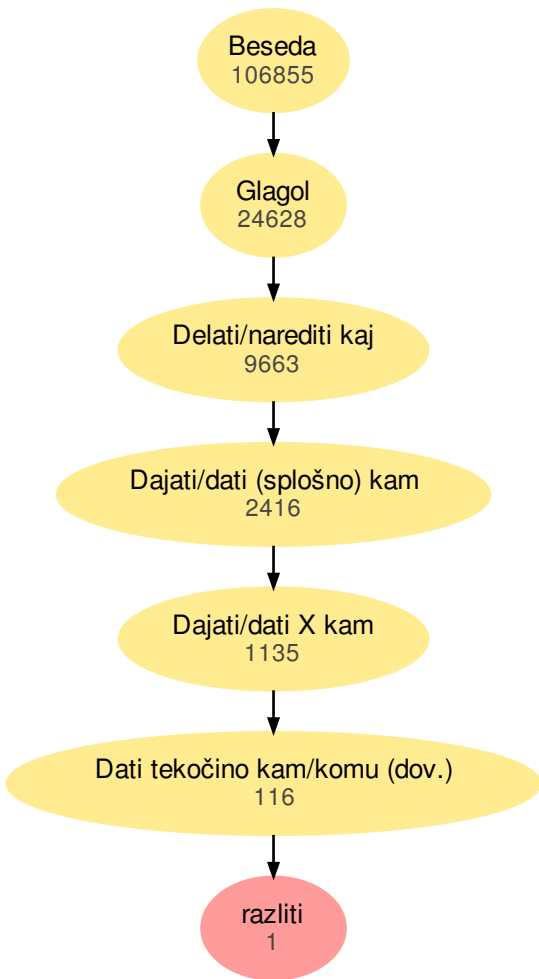 Beseda
106855
Glagol
24628
Delati/narediti kaj
9663
Dajati/dati (splošno) kam
2416
Dajati/dati X kam
1135
Dati tekočino kam/komu (dov.)
116
razliti
1